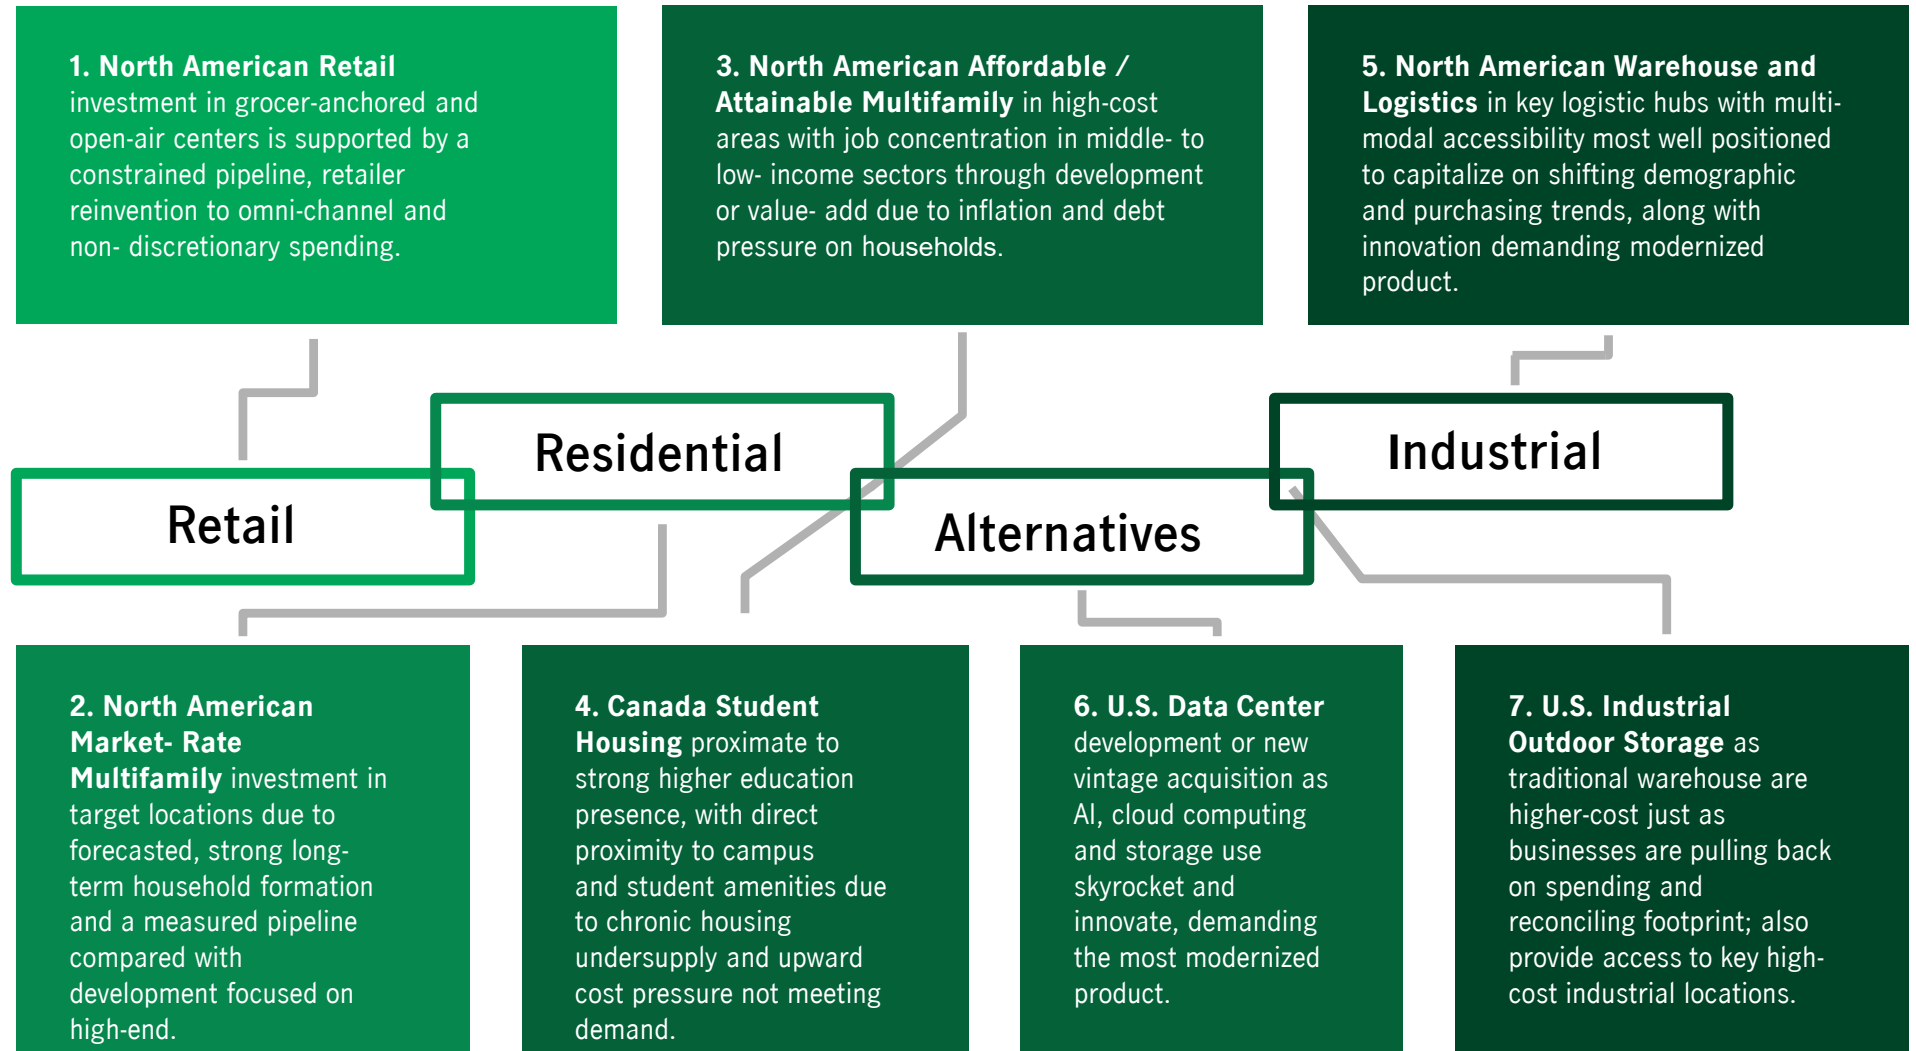 1. North American Retail
investment in grocer-anchored and
open-air centers is supported by a
constrained pipeline, retailer
reinvention to omni-channel and
non- discretionary spending.
3. North American Affordable /
Attainable Multifamily in high-cost
areas with job concentration in middle- to
low- income sectors through development
or value- add due to inflation and debt
pressure on households.
5. North American Warehouse and
Logistics in key logistic hubs with multi-
modal accessibility most well positioned
to capitalize on shifting demographic
and purchasing trends, along with
innovation demanding modernized
product.
Retail
Residential
Alternatives
Industrial
2. North American
Market- Rate
Multifamily investment in
target locations due to
forecasted, strong long-
term household formation
and a measured pipeline
compared with
development focused on
high-end.
4. Canada Student
Housing proximate to
strong higher education
presence, with direct
proximity to campus
and student amenities due
to chronic housing
undersupply and upward
cost pressure not meeting
demand.
6. U.S. Data Center
development or new
vintage acquisition as
AI, cloud computing
and storage use
skyrocket and
innovate, demanding
the most modernized
product.
7. U.S. Industrial
Outdoor Storage as
traditional warehouse are
higher-cost just as
businesses are pulling back
on spending and
reconciling footprint; also
provide access to key high-
cost industrial locations.